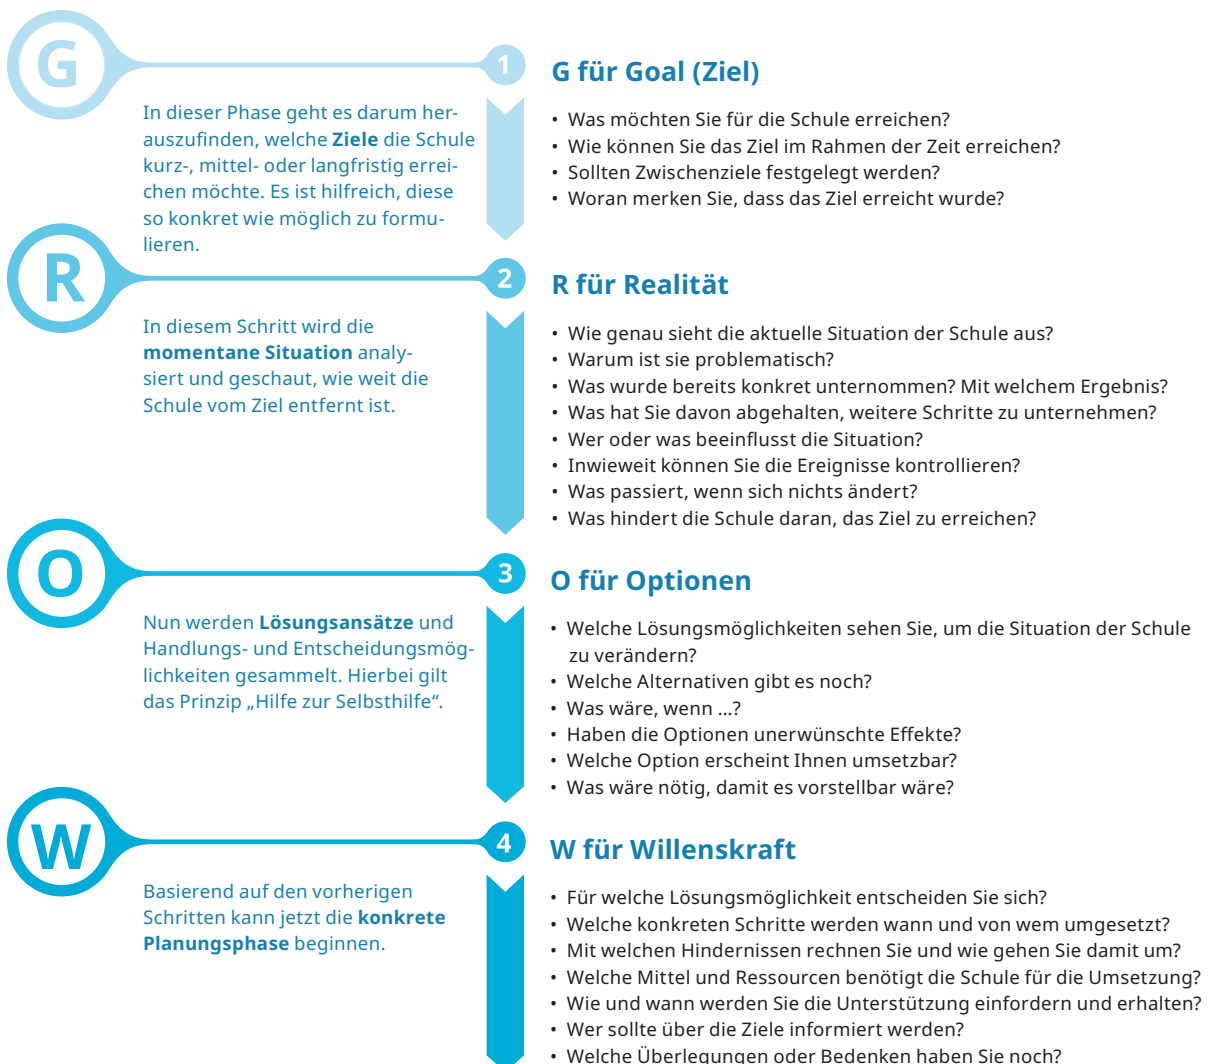 G
1
G für Goal (Ziel)
In dieser Phase geht es darum her-
auszufinden, welche Ziele die Schule
kurz-, mittel- oder langfristig errei-
chen möchte. Es ist hilfreich, diese
so konkret wie möglich zu formu-
lieren.
• Was möchten Sie für die Schule erreichen?
• Wie können Sie das Ziel im Rahmen der Zeit erreichen?
• Sollten Zwischenziele festgelegt werden?
• Woran merken Sie, dass das Ziel erreicht wurde?
R
2
R für Realität
In diesem Schritt wird die
momentane Situation analy-
siert und geschaut, wie weit die
Schule vom Ziel entfernt ist.
• Wie genau sieht die aktuelle Situation der Schule aus?
• Warum ist sie problematisch?
• Was wurde bereits konkret unternommen? Mit welchem Ergebnis?
• Was hat Sie davon abgehalten, weitere Schritte zu unternehmen?
• Wer oder was beeinflusst die Situation?
• Inwieweit können Sie die Ereignisse kontrollieren?
• Was passiert, wenn sich nichts ändert?
• Was hindert die Schule daran, das Ziel zu erreichen?
O
3
O für Optionen
Nun werden Lösungsansätze und
Handlungs- und Entscheidungsmög-
lichkeiten gesammelt. Hierbei gilt
das Prinzip „Hilfe zur Selbsthilfe“.
• Welche Lösungsmöglichkeiten sehen Sie, um die Situation der Schule
zu verändern?
• Welche Alternativen gibt es noch?
• Was wäre, wenn …?
• Haben die Optionen unerwünschte Effekte?
• Welche Option erscheint Ihnen umsetzbar?
• Was wäre nötig, damit es vorstellbar wäre?
W
4
W für Willenskraft
Basierend auf den vorherigen
Schritten kann jetzt die konkrete
Planungsphase beginnen.
• Für welche Lösungsmöglichkeit entscheiden Sie sich?
• Welche konkreten Schritte werden wann und von wem umgesetzt?
• Mit welchen Hindernissen rechnen Sie und wie gehen Sie damit um?
• Welche Mittel und Ressourcen benötigt die Schule für die Umsetzung?
• Wie und wann werden Sie die Unterstützung einfordern und erhalten?
• Wer sollte über die Ziele informiert werden?
• Welche Überlegungen oder Bedenken haben Sie noch?